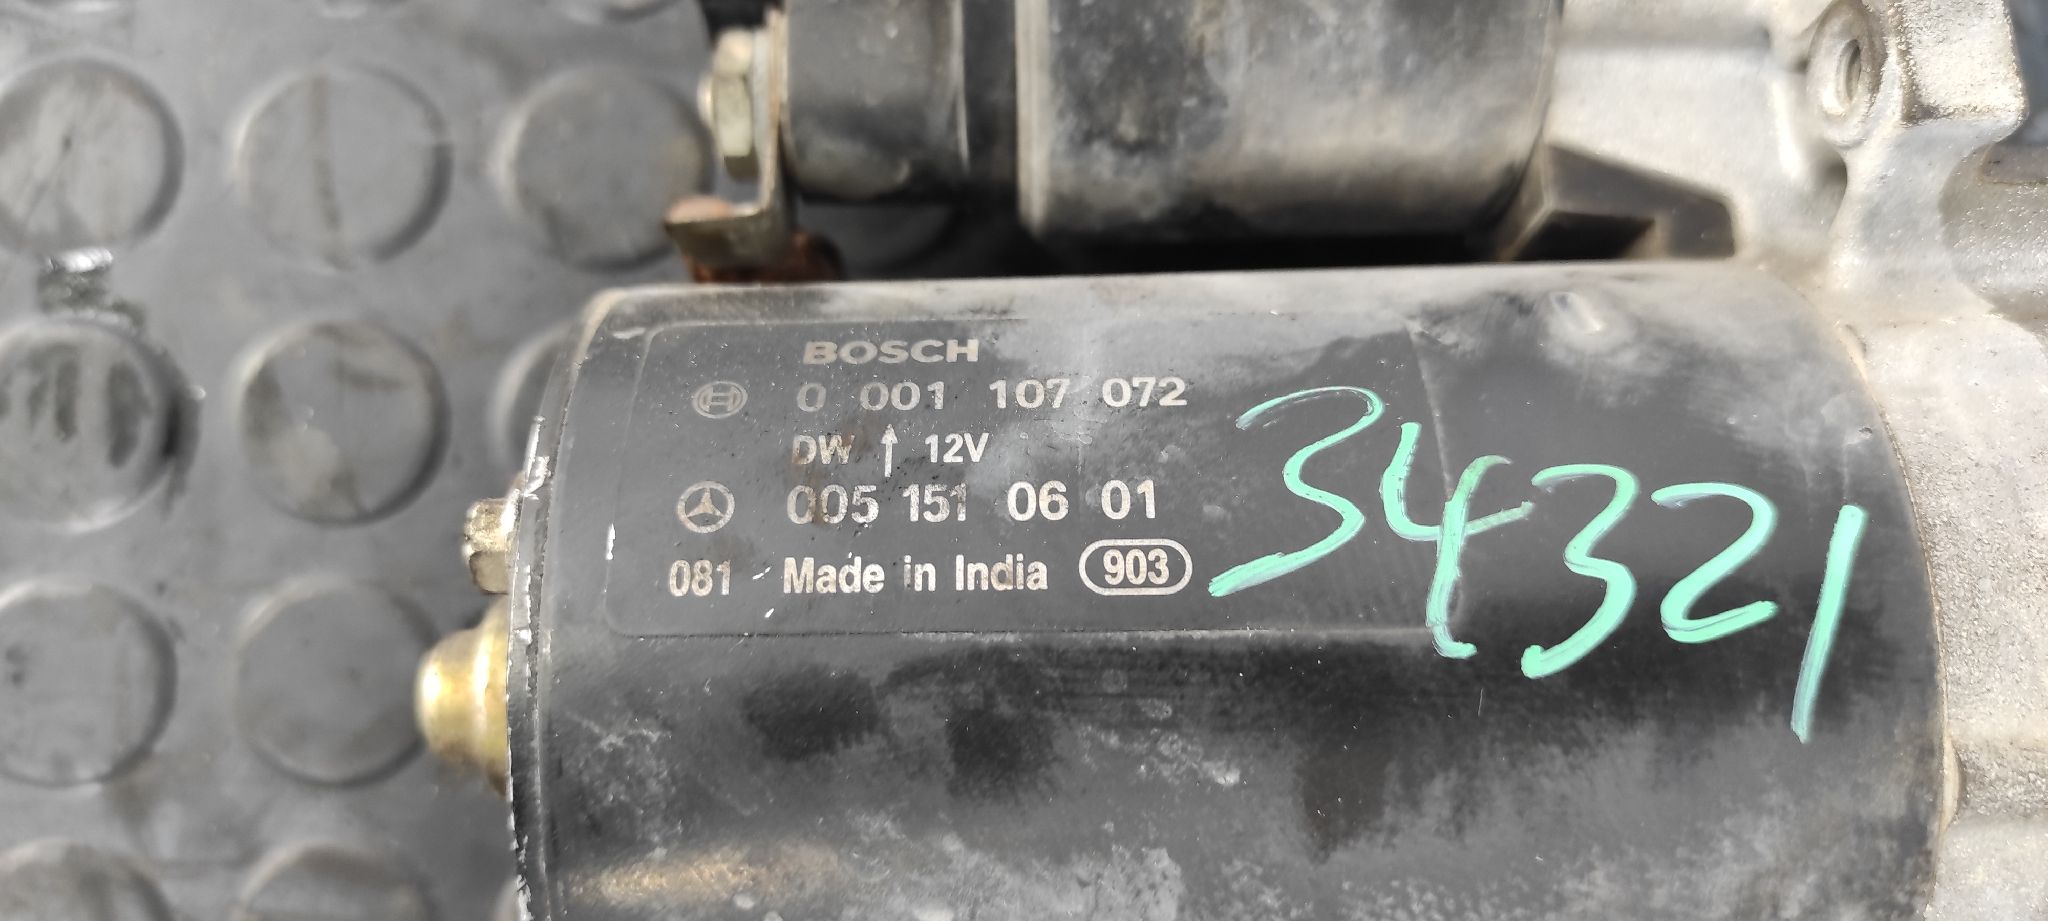 BOSCH
0 001 107 072
DW ↑ 12V
005 151 06 01
081 Made in India 903
34321